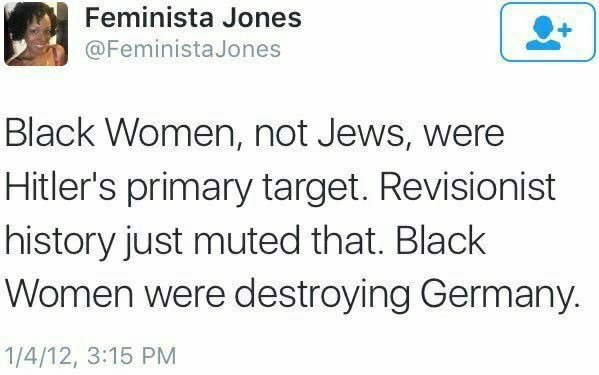 Feminista Jones
@FeministaJones
Black Women, not Jews, were
Hitler's primary target. Revisionist
history just muted that. Black
Women were destroying Germany.
1/4/12, 3:15 PM